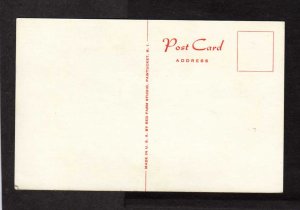 Post Card
ADDRESS
MADE IN U. S. A. BY RED FARM STUDIO, PAWTUCKET, R. I.